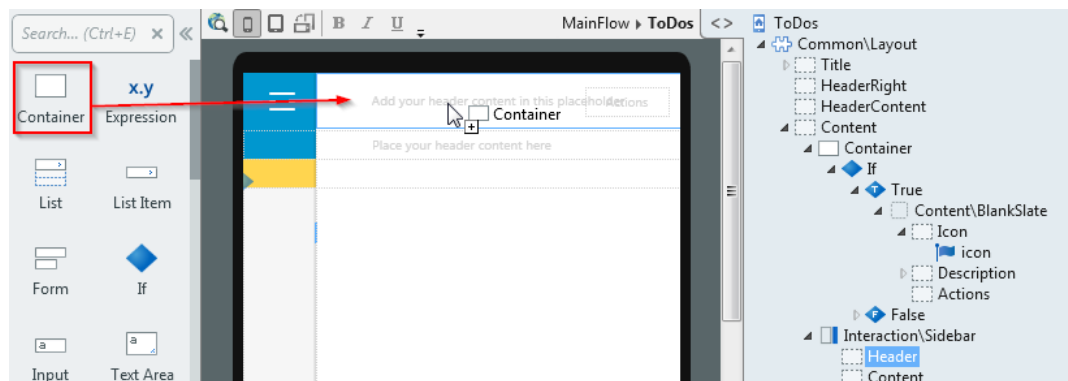 Search... (Ctrl+E)
Container
x.y
Expression
List
List Item
Form
If
a
Input
a
Text Area
B I U
MainFlow ToDos
<>
Add your header content in this placeholder
Actions
Container
Place your header content here
ToDos
Common\Layout
Title
HeaderRight
HeaderContent
Content
Container
If
T True
Content\BlankSlate
Icon
icon
Description
Actions
F False
Interaction\Sidebar
Header
Content